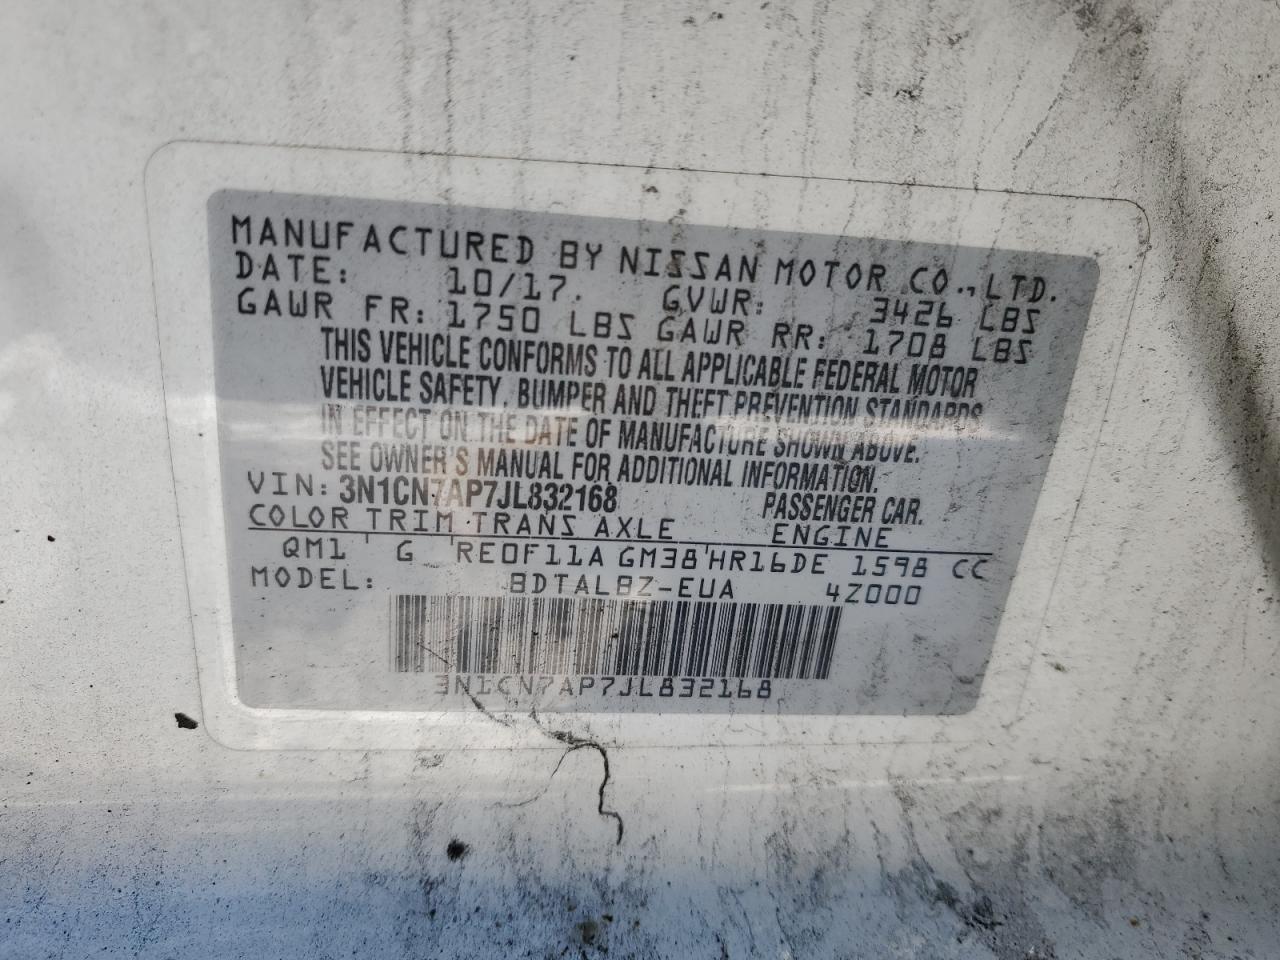 MANUFACTURED BY NISSAN MOTOR CO., LTD.
DATE: 10/17. GVWR: 3426 LBS
GAWR FR: 1750 LBS GAWR RR: 1708 LBS
THIS VEHICLE CONFORMS TO ALL APPLICABLE FEDERAL MOTOR
VEHICLE SAFETY, BUMPER AND THEFT PREVENTION STANDARDS
IN EFFECT ON THE DATE OF MANUFACTURE SHOWN ABOVE.
SEE OWNER'S MANUAL FOR ADDITIONAL INFORMATION.
VIN: 3N1CN7AP7JL832168 PASSENGER CAR.
COLOR TRIM TRANS AXLE ENGINE
QM1 G RE0F11A GM38 HR16DE 1598 CC
MODEL: BDTALBZ-EUA 4Z000
3N1CN7AP7JL832168